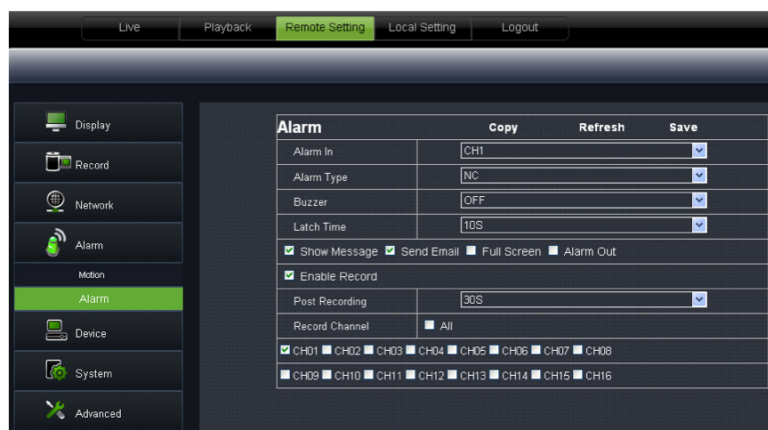 Live Playback Remote Setting Local Setting Logout
Display
Record
Network
Alarm
Motion
Alarm
Device
System
Advanced
Alarm Copy Refresh Save
Alarm In CH1
Alarm Type NC
Buzzer OFF
Latch Time 10S
Show Message Send Email Full Screen Alarm Out
Enable Record
Post Recording 30S
Record Channel All
CH01 CH02 CH03 CH04 CH05 CH06 CH07 CH08
CH09 CH10 CH11 CH12 CH13 CH14 CH15 CH16